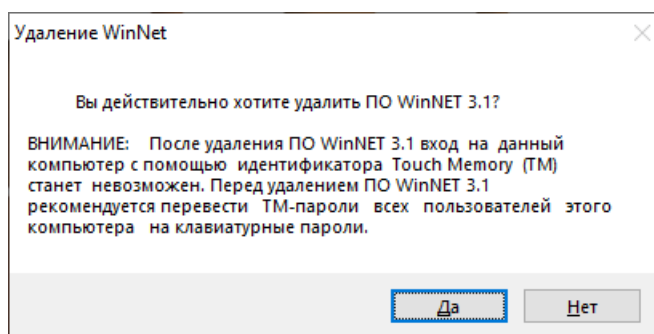 Удаление WinNet
Вы действительно хотите удалить ПО WinNET 3.1?
ВНИМАНИЕ: После удаления ПО WinNET 3.1 вход на данный
компьютер с помощью идентификатора Touch Memory (TM)
станет невозможен. Перед удалением ПО WinNET 3.1
рекомендуется перевести ТМ-пароли всех пользователей этого
компьютера на клавиатурные пароли.
Да
Нет